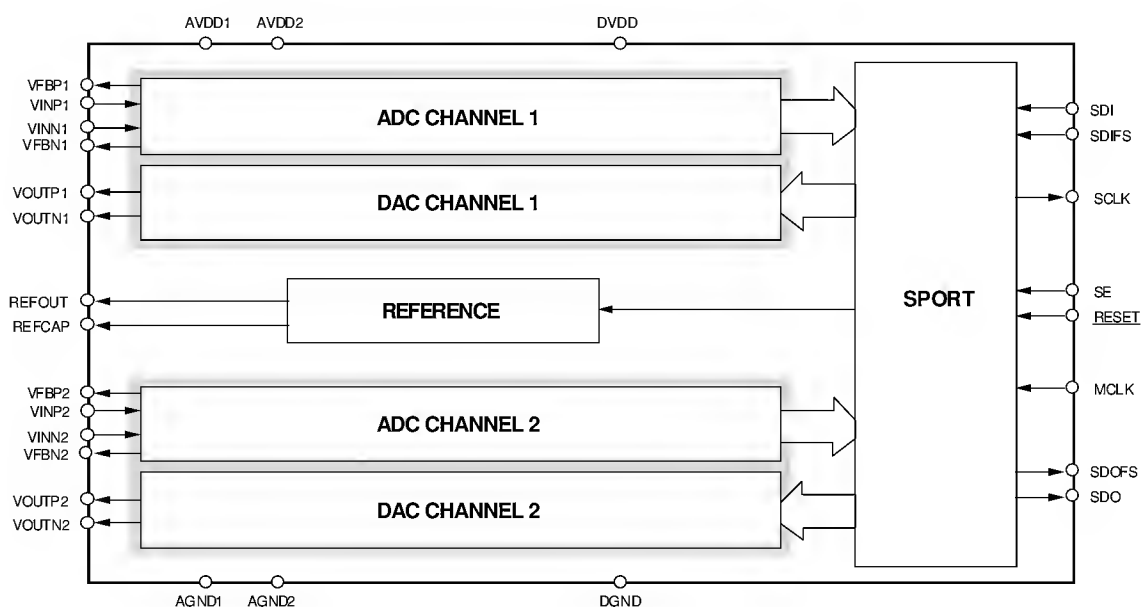 AVDD1 AVDD2 DVDD
VFBP1
VINP1
VINN1
VFBN1
ADC CHANNEL 1
VOUTP1
VOUTN1
DAC CHANNEL 1
REFOUT
REFCAP
REFERENCE
VFBP2
VINP2
VINN2
VFBN2
ADC CHANNEL 2
VOUTP2
VOUTN2
DAC CHANNEL 2
SPORT
SDI
SDIFS
SCLK
SE
RESET
MCLK
SDOFS
SDO
AGND1 AGND2 DGND